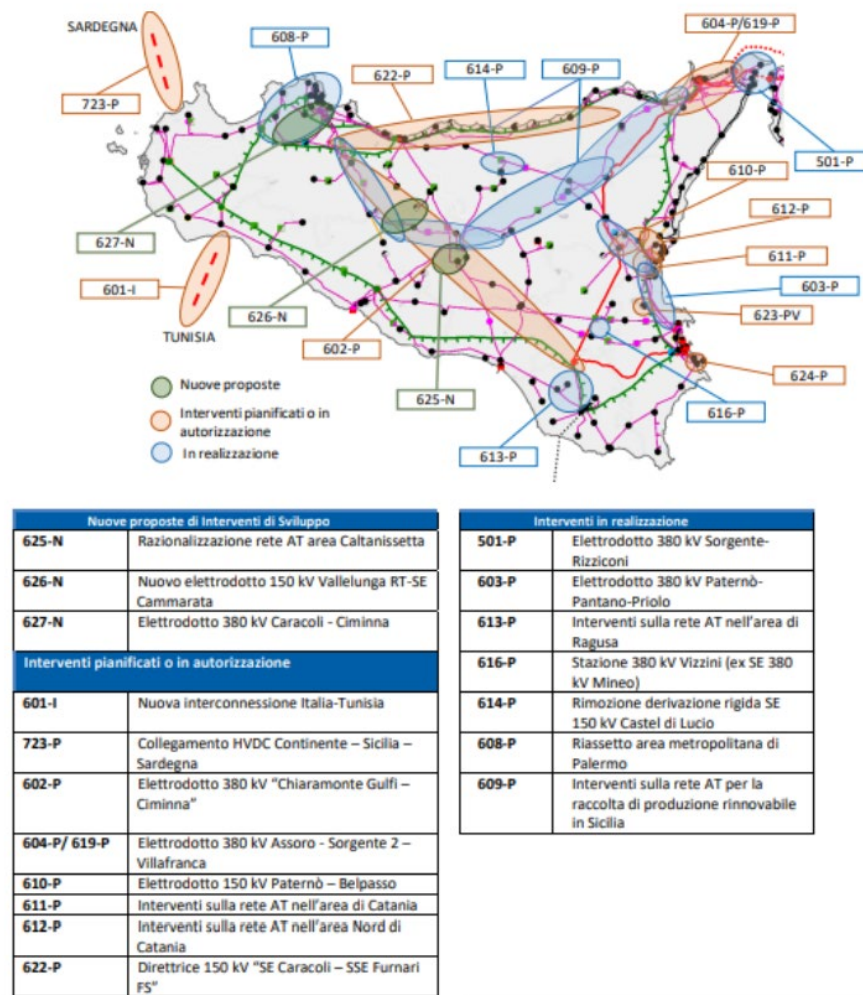 SARDEGNA
608-P
604-P/619-P
622-P
614-P
609-P
723-P
501-P
610-P
612-P
627-N
611-P
601-I
603-P
626-N
623-PV
TUNISIA
602-P
624-P
Nuove proposte
625-N
Interventi pianificati o in
autorizzazione
616-P
In realizzazione
613-P
Nuove proposte di Interventi di Sviluppo
625-N Razionalizzazione rete AT area Caltanissetta
626-N Nuovo elettrodotto 150 kV Vallelunga RT-SE
Cammarata
627-N Elettrodotto 380 kV Caracoli - Ciminna
Interventi pianificati o in autorizzazione
601-I Nuova interconnessione Italia-Tunisia
723-P Collegamento HVDC Continente – Sicilia –
Sardegna
602-P Elettrodotto 380 kV “Chiaramonte Gulfi –
Ciminna”
604-P/ 619-P Elettrodotto 380 kV Assoro - Sorgente 2 –
Villafranca
610-P Elettrodotto 150 kV Paternò – Belpasso
611-P Interventi sulla rete AT nell’area di Catania
612-P Interventi sulla rete AT nell’area Nord di
Catania
622-P Direttrice 150 kV “SE Caracoli – SSE Furnari
FS”
Interventi in realizzazione
501-P Elettrodotto 380 kV Sorgente-
Rizziconi
603-P Elettrodotto 380 kV Paternò-
Pantano-Priolo
613-P Interventi sulla rete AT nell’area di
Ragusa
616-P Stazione 380 kV Vizzini (ex SE 380
kV Mineo)
614-P Rimozione derivazione rigida SE
150 kV Castel di Lucio
608-P Riassetto area metropolitana di
Palermo
609-P Interventi sulla rete AT per la
raccolta di produzione rinnovabile
in Sicilia